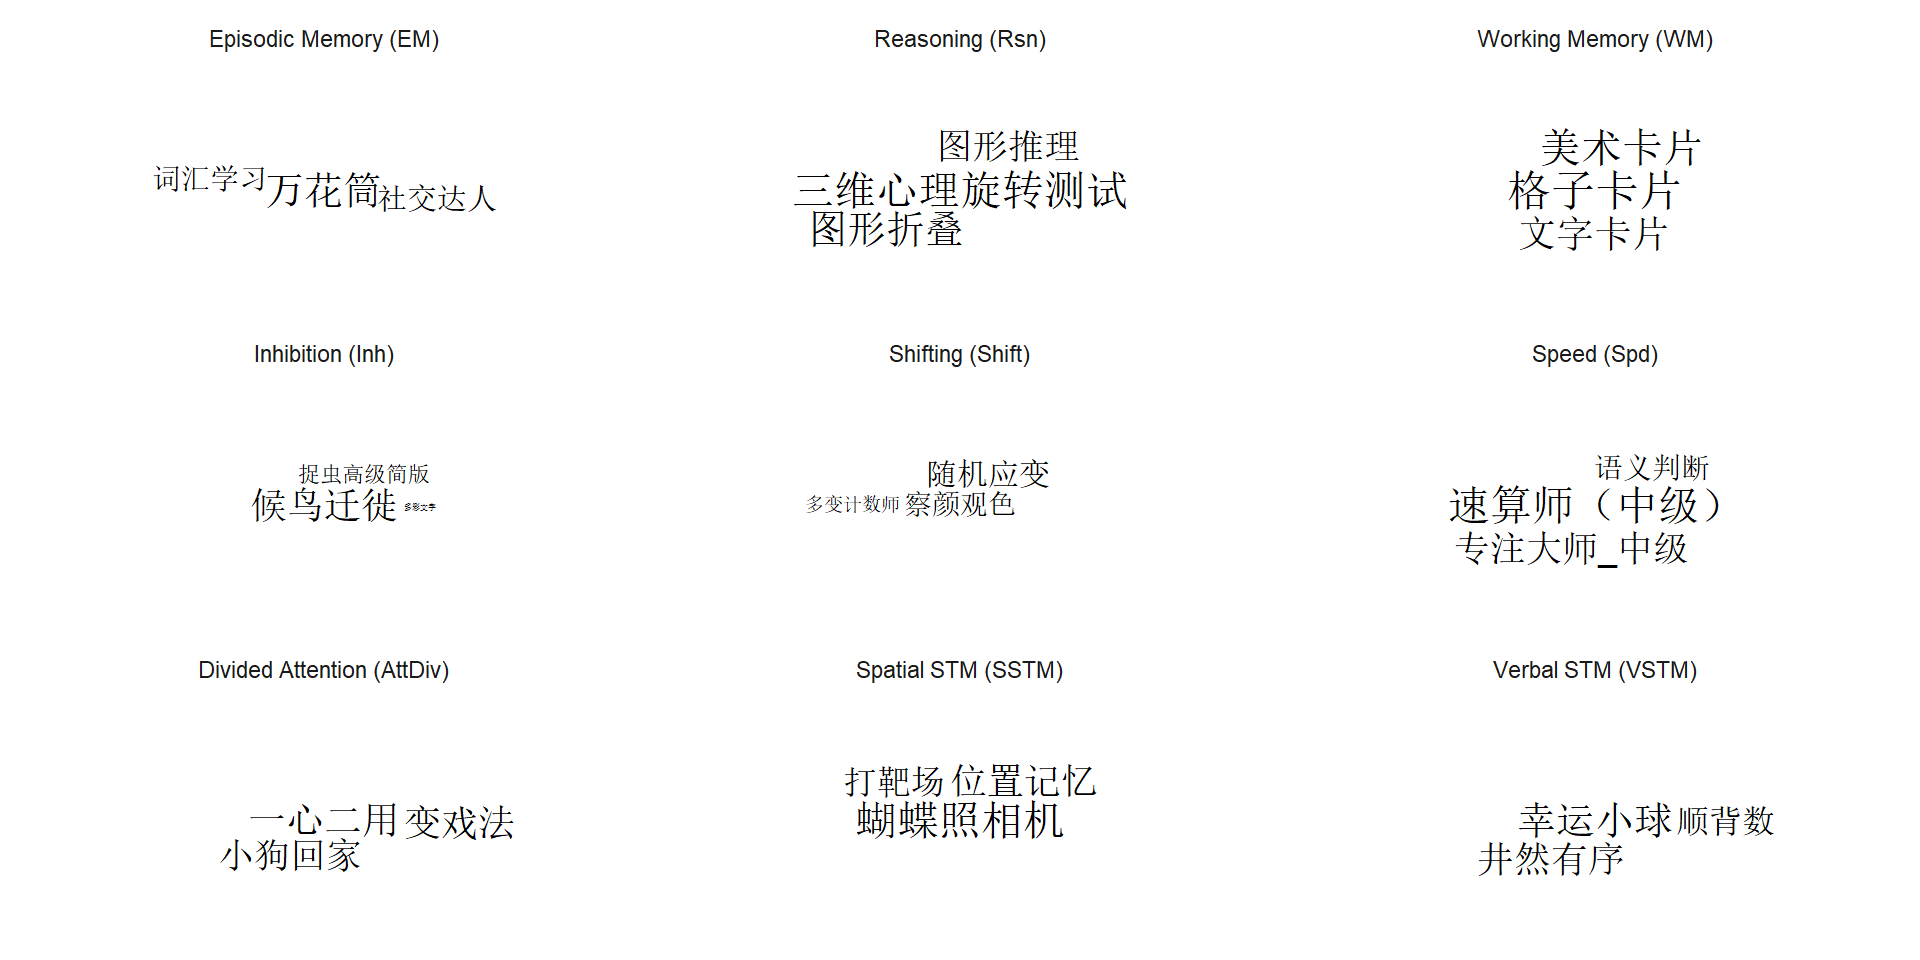 Episodic Memory (EM)
Reasoning (Rsn)
Working Memory (WM)
词汇学习
万花筒
社交达人
图形推理
三维心理旋转测试
图形折叠
美术卡片
格子卡片
文字卡片
Inhibition (Inh)
Shifting (Shift)
Speed (Spd)
捉虫高级简版
候鸟迁徙
多彩文字
随机应变
多变计数师
察颜观色
语义判断
速算师（中级）
专注大师_中级
Divided Attention (AttDiv)
Spatial STM (SSTM)
Verbal STM (VSTM)
一心二用
变戏法
小狗回家
打靶场
位置记忆
蝴蝶照相机
幸运小球
顺背数
井然有序